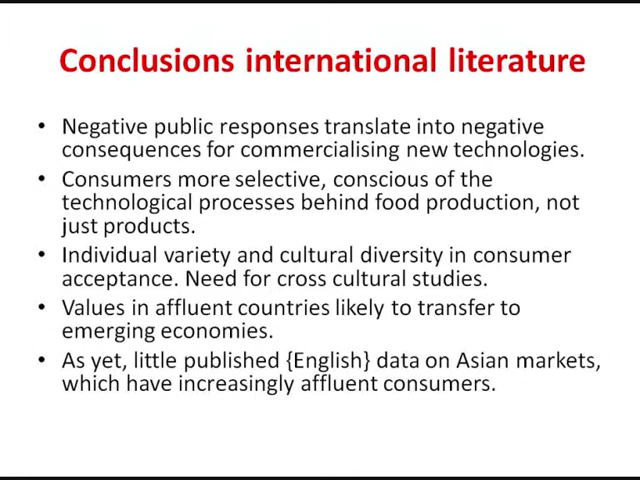 Conclusions international literature
• Negative public responses translate into negative
consequences for commercialising new technologies.
• Consumers more selective, conscious of the
technological processes behind food production, not
just products.
• Individual variety and cultural diversity in consumer
acceptance. Need for cross cultural studies.
• Values in affluent countries likely to transfer to
emerging economies.
• As yet, little published {English} data on Asian markets,
which have increasingly affluent consumers.